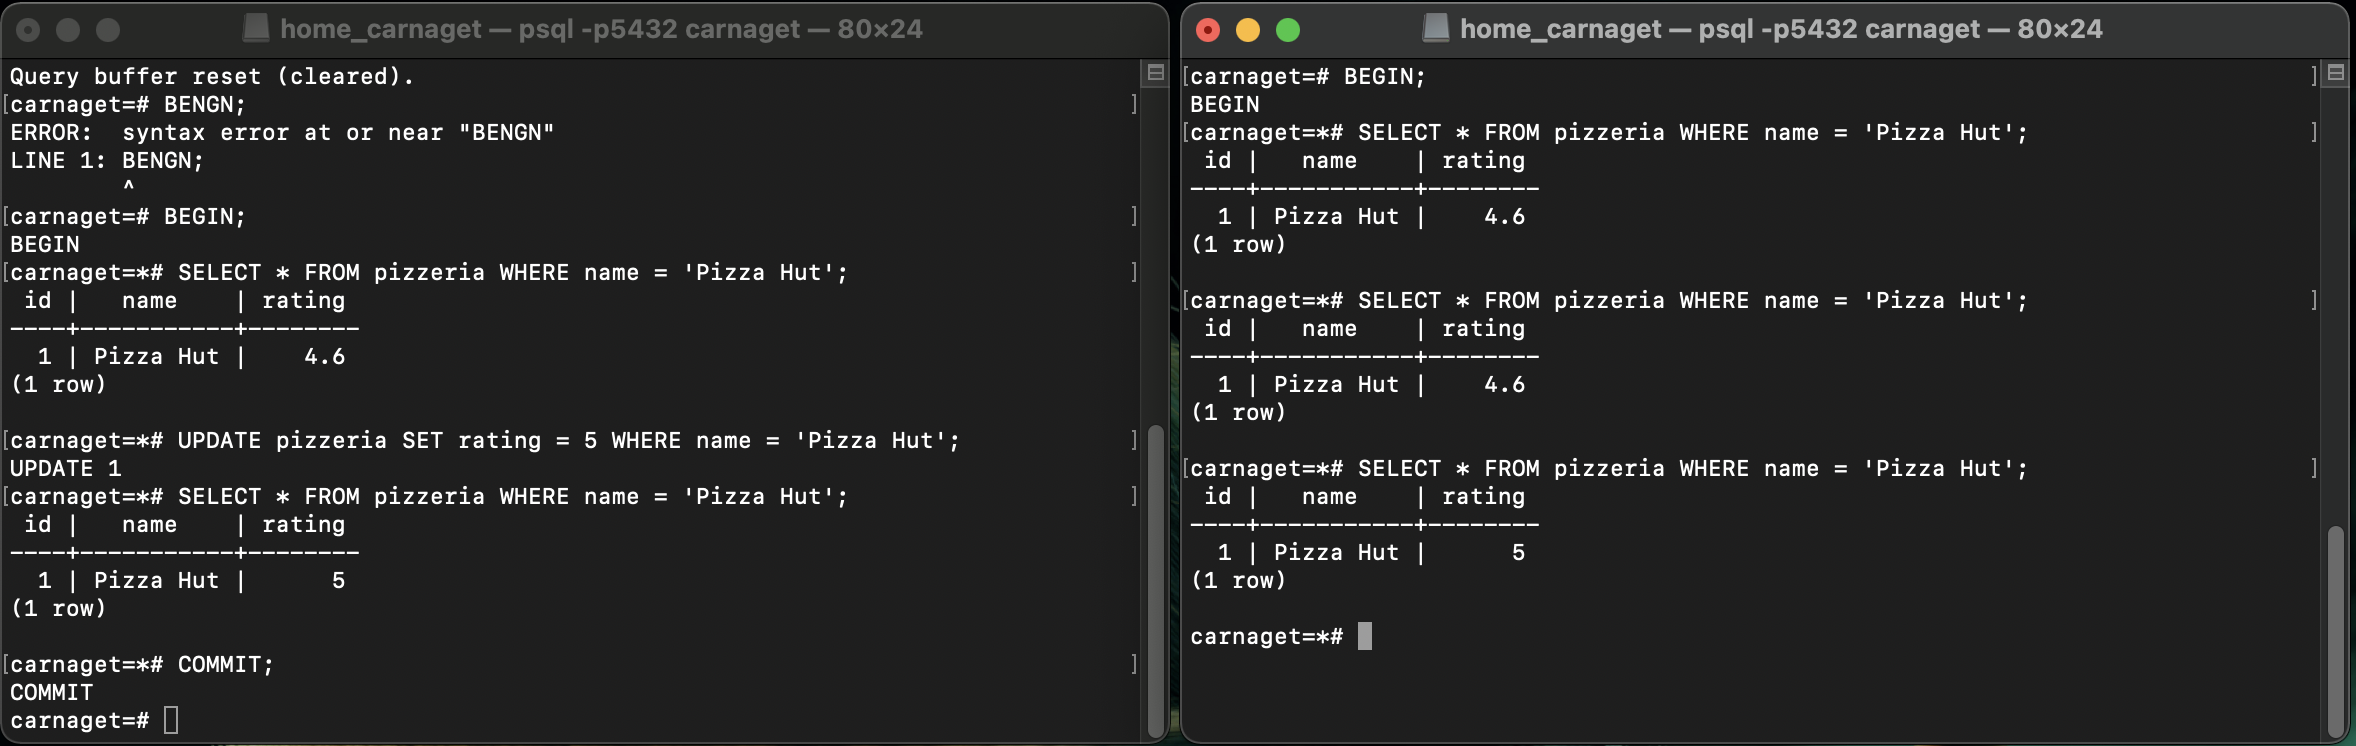 home_carnaget — psql -p5432 carnaget — 80×24
Query buffer reset (cleared).
[carnaget=# BENGN; ]
ERROR:  syntax error at or near "BENGN"
LINE 1: BENGN;
        ^
[carnaget=# BEGIN; ]
BEGIN
[carnaget=*# SELECT * FROM pizzeria WHERE name = 'Pizza Hut'; ]
 id |   name    | rating
----+-----------+--------
  1 | Pizza Hut |    4.6
(1 row)
[carnaget=*# UPDATE pizzeria SET rating = 5 WHERE name = 'Pizza Hut'; ]
UPDATE 1
[carnaget=*# SELECT * FROM pizzeria WHERE name = 'Pizza Hut'; ]
 id |   name    | rating
----+-----------+--------
  1 | Pizza Hut |      5
(1 row)
[carnaget=*# COMMIT; ]
COMMIT
carnaget=#
home_carnaget — psql -p5432 carnaget — 80×24
[carnaget=# BEGIN; ]
BEGIN
[carnaget=*# SELECT * FROM pizzeria WHERE name = 'Pizza Hut'; ]
 id |   name    | rating
----+-----------+--------
  1 | Pizza Hut |    4.6
(1 row)
[carnaget=*# SELECT * FROM pizzeria WHERE name = 'Pizza Hut'; ]
 id |   name    | rating
----+-----------+--------
  1 | Pizza Hut |    4.6
(1 row)
[carnaget=*# SELECT * FROM pizzeria WHERE name = 'Pizza Hut'; ]
 id |   name    | rating
----+-----------+--------
  1 | Pizza Hut |      5
(1 row)
carnaget=*#